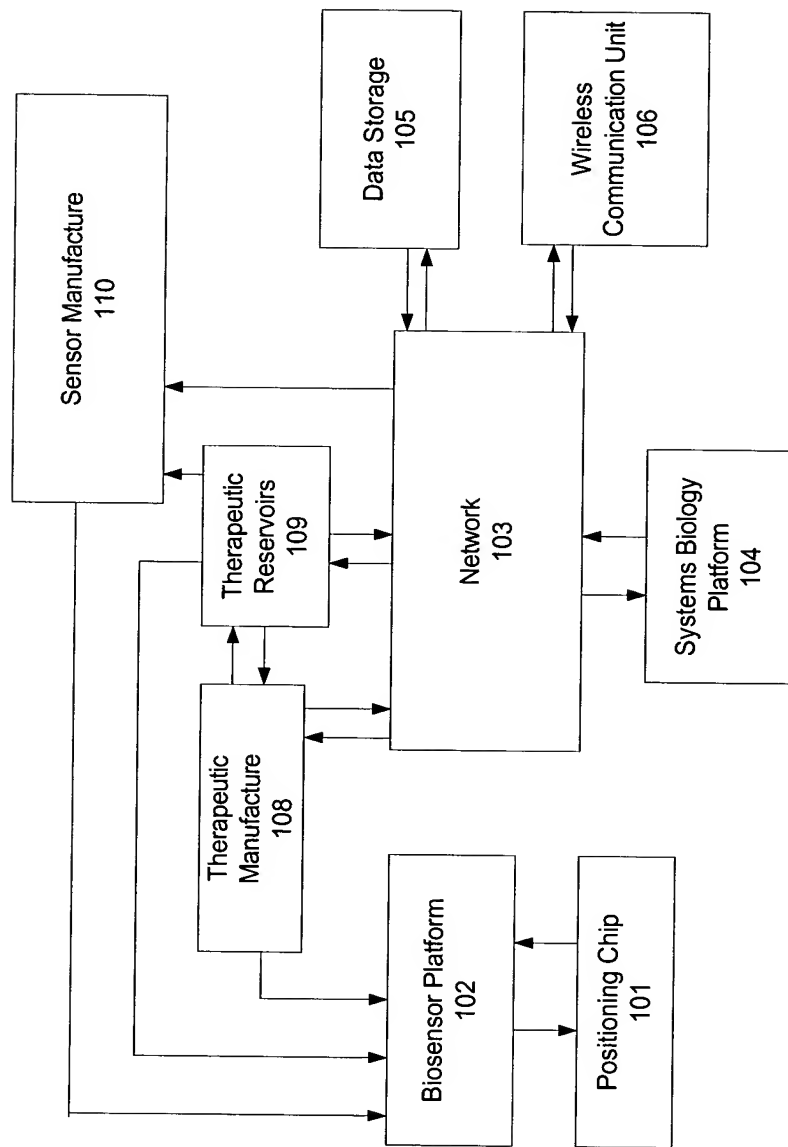 Sensor Manufacture
110
Therapeutic
Reservoirs
109
Therapeutic
Manufacture
108
Biosensor Platform
102
Positioning Chip
101
Network
103
Systems Biology
Platform
104
Data Storage
105
Wireless
Communication Unit
106